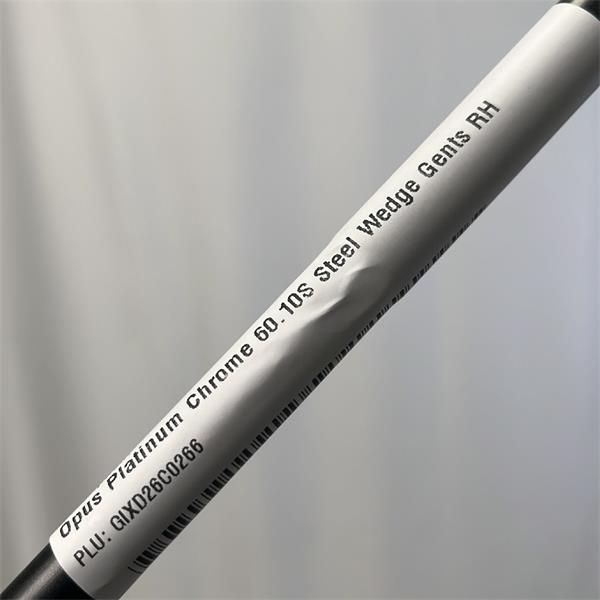 Opus Platinum Chrome 60.10S Steel Wedge Gents RH
PLU: GIXD26C0266